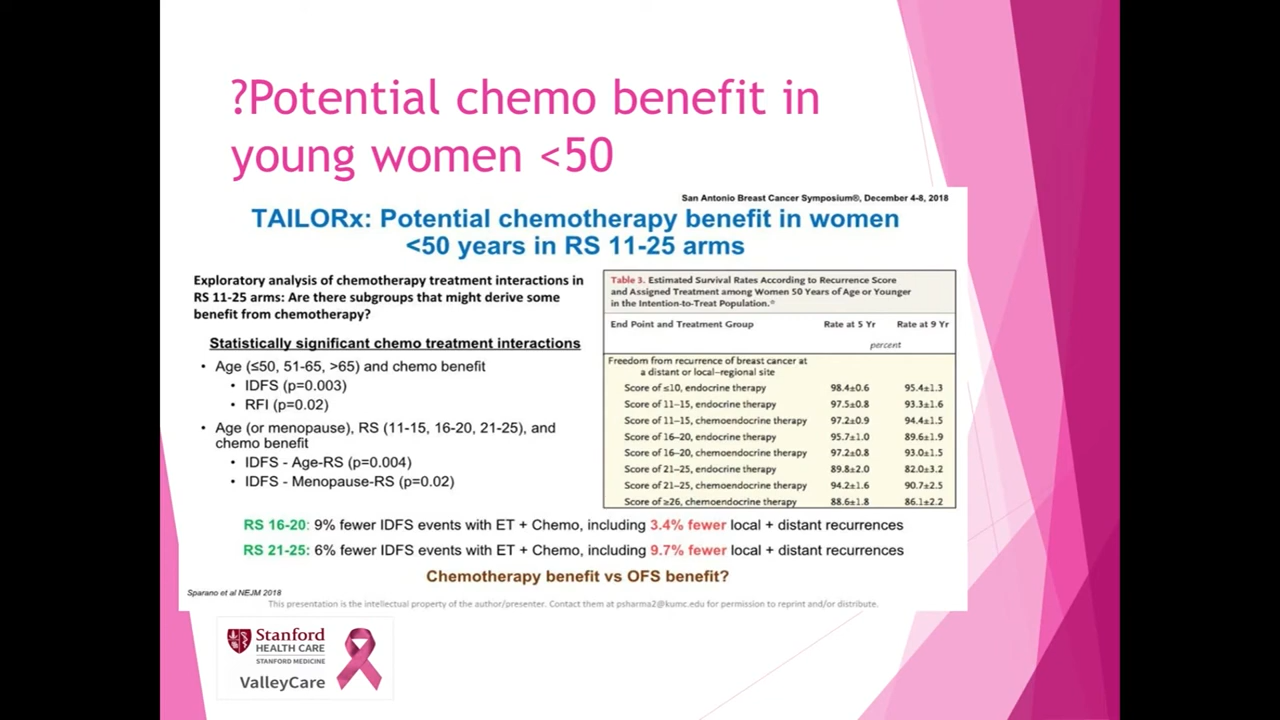 ?Potential chemo benefit in
young women <50
San Antonio Breast Cancer Symposium®, December 4-8, 2018
TAILORx: Potential chemotherapy benefit in women
<50 years in RS 11-25 arms
Exploratory analysis of chemotherapy treatment interactions in
RS 11-25 arms: Are there subgroups that might derive some
benefit from chemotherapy?
Statistically significant chemo treatment interactions
• Age (≤50, 51-65, >65) and chemo benefit
• IDFS (p=0.003)
• RFI (p=0.02)
• Age (or menopause), RS (11-15, 16-20, 21-25), and
chemo benefit
• IDFS - Age-RS (p=0.004)
• IDFS - Menopause-RS (p=0.02)
Table 3. Estimated Survival Rates According to Recurrence Score
and Assigned Treatment among Women 50 Years of Age or Younger
in the Intention-to-Treat Population.*
End Point and Treatment Group Rate at 5 Yr Rate at 9 Yr
percent
Freedom from recurrence of breast cancer at
a distant or local-regional site
Score of ≤10, endocrine therapy 98.4±0.6 95.4±1.3
Score of 11–15, endocrine therapy 97.5±0.8 93.3±1.6
Score of 11–15, chemoendocrine therapy 97.2±0.9 94.4±1.5
Score of 16–20, endocrine therapy 95.7±1.0 89.6±1.9
Score of 16–20, chemoendocrine therapy 97.2±0.8 93.0±1.5
Score of 21–25, endocrine therapy 89.8±2.0 82.0±3.2
Score of 21–25, chemoendocrine therapy 94.2±1.6 90.7±2.5
Score of ≥26, chemoendocrine therapy 88.6±1.8 86.1±2.2
RS 16-20: 9% fewer IDFS events with ET + Chemo, including 3.4% fewer local + distant recurrences
RS 21-25: 6% fewer IDFS events with ET + Chemo, including 9.7% fewer local + distant recurrences
Chemotherapy benefit vs OFS benefit?
Sparano et al NEJM 2018
This presentation is the intellectual property of the author/presenter. Contact them at psharma2@kumc.edu for permission to reprint and/or distribute.
Stanford
HEALTH CARE
STANFORD MEDICINE
ValleyCare